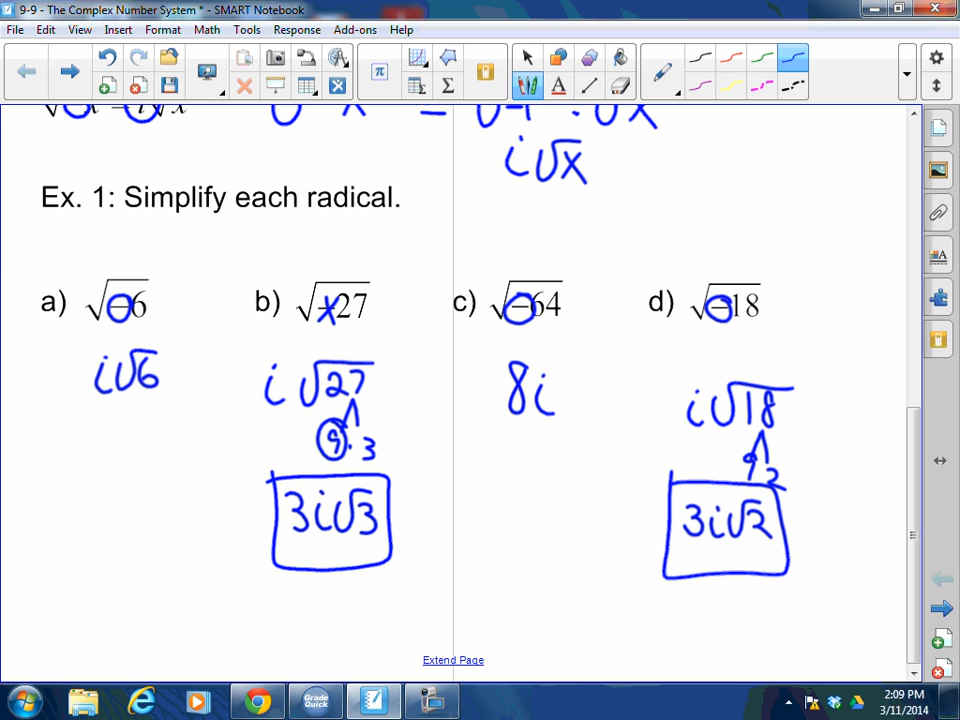 9-9 - The Complex Number System * - SMART Notebook
File Edit View Insert Format Math Tools Response Add-ons Help
i√x
Ex. 1: Simplify each radical.
a) √−6 b) √−27 c) √−64 d) √−18
i√6 i√27 8i i√18
9·3 9 2
3i√3 3i√2
Extend Page
Grade Quick
2:09 PM
3/11/2014